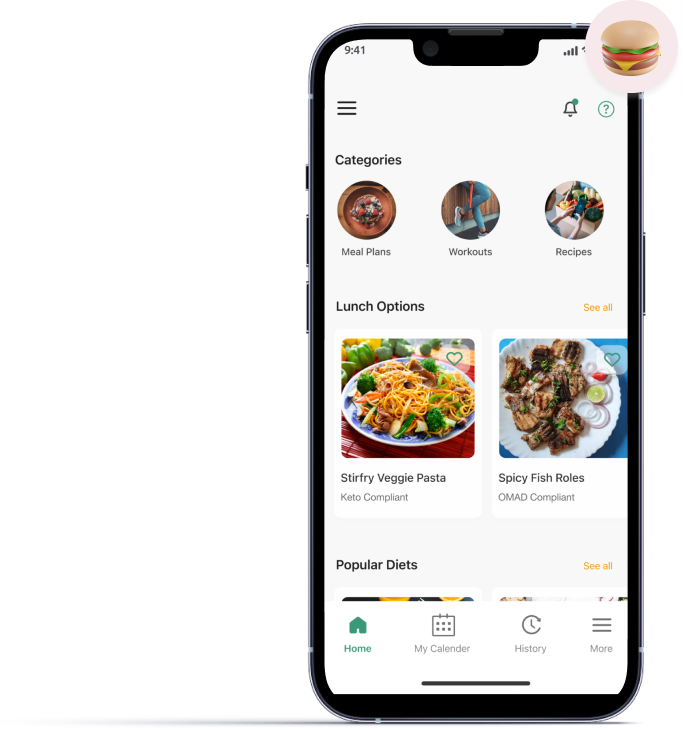 9:41
?
Categories
Meal Plans
Workouts
Recipes
Lunch Options
See all
Stirfry Veggie Pasta
Keto Compliant
Spicy Fish Roles
OMAD Compliant
Popular Diets
See all
Home
My Calender
History
More